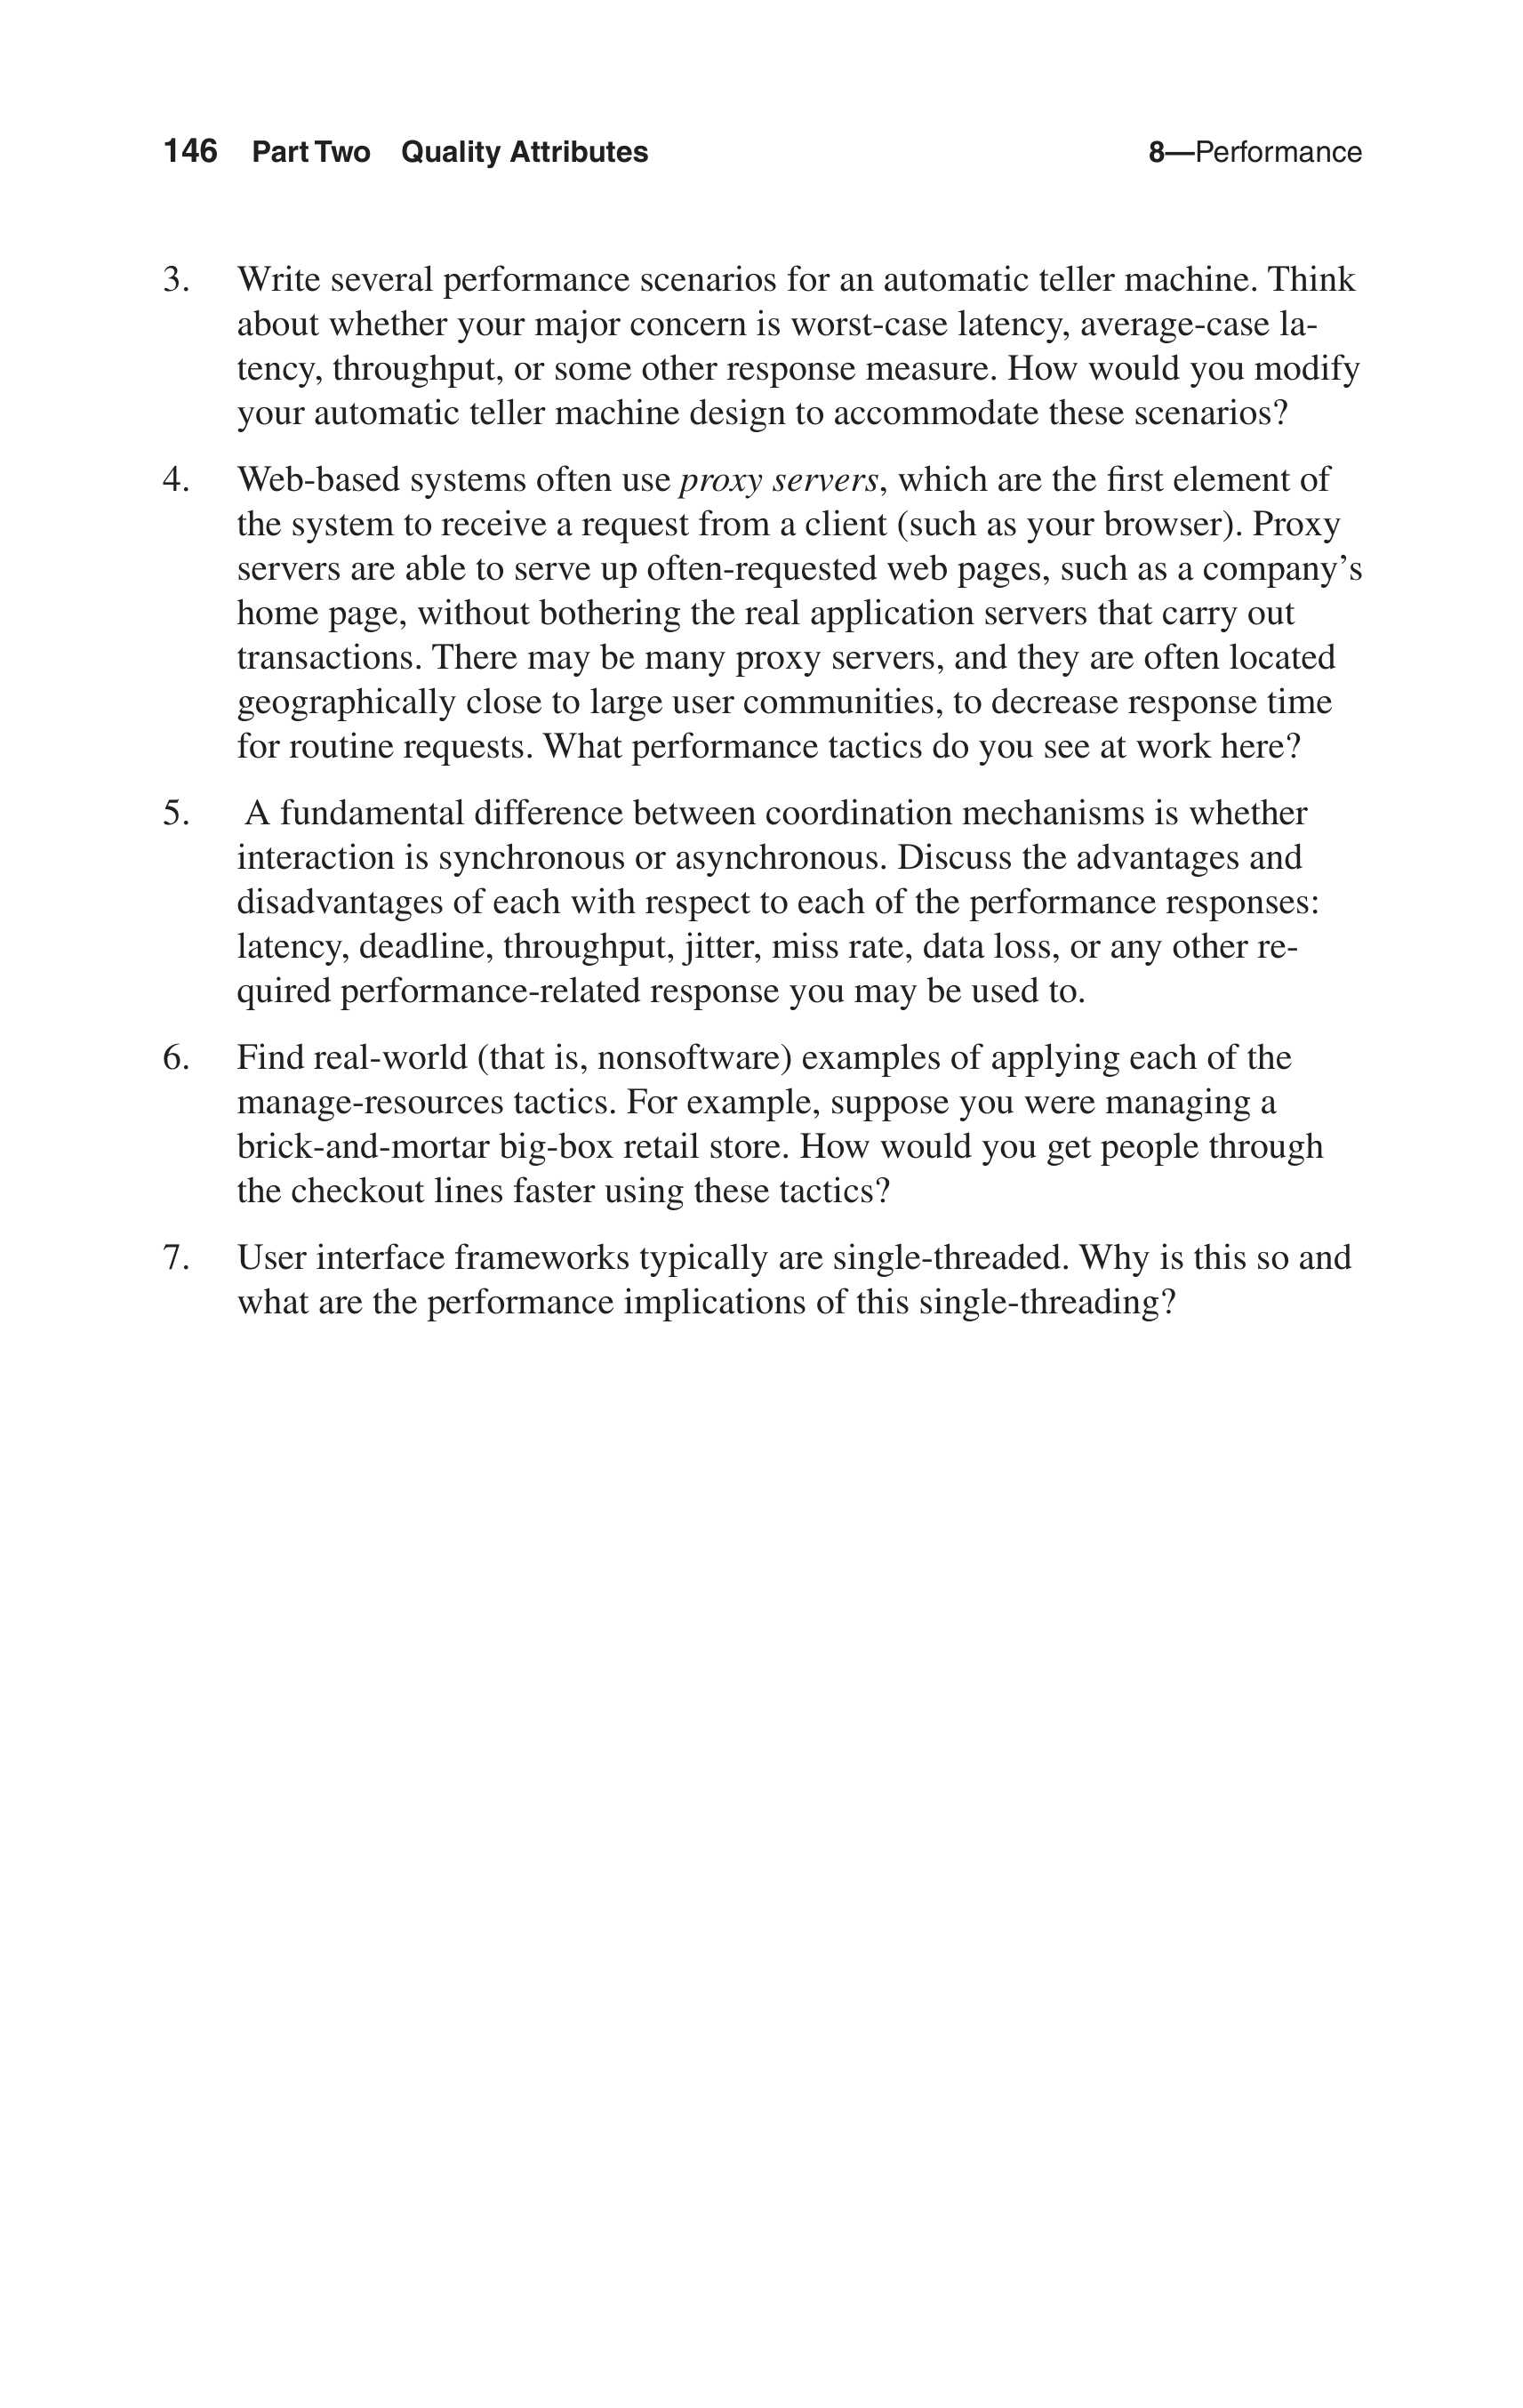 146 Part Two Quality Attributes 8—Performance
3. Write several performance scenarios for an automatic teller machine. Think
about whether your major concern is worst-case latency, average-case la-
tency, throughput, or some other response measure. How would you modify
your automatic teller machine design to accommodate these scenarios?
4. Web-based systems often use proxy servers, which are the first element of
the system to receive a request from a client (such as your browser). Proxy
servers are able to serve up often-requested web pages, such as a company’s
home page, without bothering the real application servers that carry out
transactions. There may be many proxy servers, and they are often located
geographically close to large user communities, to decrease response time
for routine requests. What performance tactics do you see at work here?
5. A fundamental difference between coordination mechanisms is whether
interaction is synchronous or asynchronous. Discuss the advantages and
disadvantages of each with respect to each of the performance responses:
latency, deadline, throughput, jitter, miss rate, data loss, or any other re-
quired performance-related response you may be used to.
6. Find real-world (that is, nonsoftware) examples of applying each of the
manage-resources tactics. For example, suppose you were managing a
brick-and-mortar big-box retail store. How would you get people through
the checkout lines faster using these tactics?
7. User interface frameworks typically are single-threaded. Why is this so and
what are the performance implications of this single-threading?